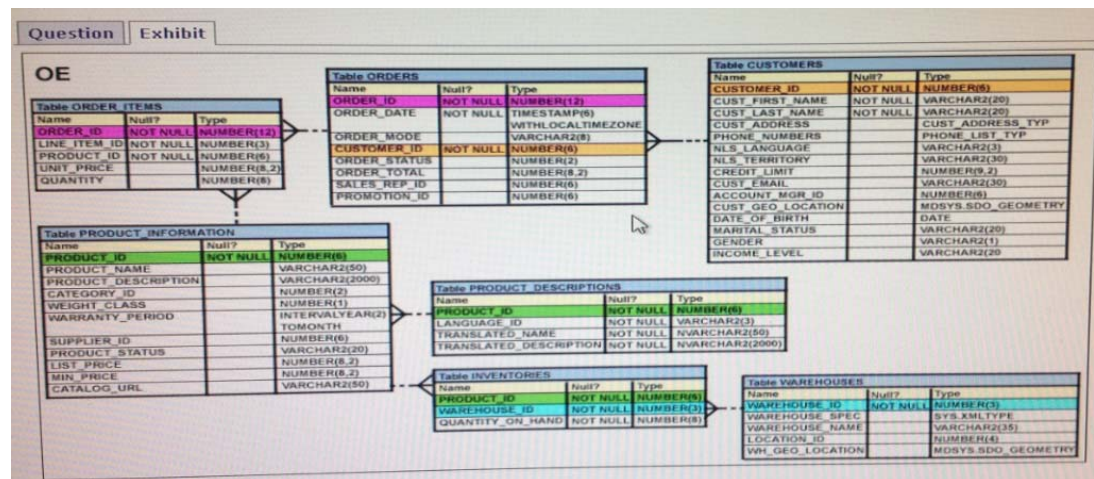 Question Exhibit
OE
Table ORDER_ITEMS
Name Null? Type
ORDER_ID NOT NULL NUMBER(12)
LINE_ITEM_ID NOT NULL NUMBER(3)
PRODUCT_ID NOT NULL NUMBER(6)
UNIT_PRICE NUMBER(8,2)
QUANTITY NUMBER(8)
Table ORDERS
Name Null? Type
ORDER_ID NOT NULL NUMBER(12)
ORDER_DATE NOT NULL TIMESTAMP(6)
WITHLOCALTIMEZONE
ORDER_MODE VARCHAR2(8)
CUSTOMER_ID NOT NULL NUMBER(6)
ORDER_STATUS NUMBER(2)
ORDER_TOTAL NUMBER(8,2)
SALES_REP_ID NUMBER(6)
PROMOTION_ID NUMBER(6)
Table CUSTOMERS
Name Null? Type
CUSTOMER_ID NOT NULL NUMBER(6)
CUST_FIRST_NAME NOT NULL VARCHAR2(20)
CUST_LAST_NAME NOT NULL VARCHAR2(20)
CUST_ADDRESS CUST_ADDRESS_TYP
PHONE_NUMBERS PHONE_LIST_TYP
NLS_LANGUAGE VARCHAR2(3)
NLS_TERRITORY VARCHAR2(30)
CREDIT_LIMIT NUMBER(9,2)
CUST_EMAIL VARCHAR2(30)
ACCOUNT_MGR_ID NUMBER(6)
CUST_GEO_LOCATION MDSYS.SDO_GEOMETRY
DATE_OF_BIRTH DATE
MARITAL_STATUS VARCHAR2(20)
GENDER VARCHAR2(1)
INCOME_LEVEL VARCHAR2(20
Table PRODUCT_INFORMATION
Name Null? Type
PRODUCT_ID NOT NULL NUMBER(6)
PRODUCT_NAME VARCHAR2(50)
PRODUCT_DESCRIPTION VARCHAR2(2000)
CATEGORY_ID NUMBER(2)
WEIGHT_CLASS NUMBER(1)
WARRANTY_PERIOD INTERVALYEAR(2)
TOMONTH
SUPPLIER_ID NUMBER(6)
PRODUCT_STATUS VARCHAR2(20)
LIST_PRICE NUMBER(8,2)
MIN_PRICE NUMBER(8,2)
CATALOG_URL VARCHAR2(50)
Table PRODUCT_DESCRIPTIONS
Name Null? Type
PRODUCT_ID NOT NULL NUMBER(6)
LANGUAGE_ID NOT NULL VARCHAR2(3)
TRANSLATED_NAME NOT NULL NVARCHAR2(50)
TRANSLATED_DESCRIPTION NOT NULL NVARCHAR2(2000)
Table INVENTORIES
Name Null? Type
PRODUCT_ID NOT NULL NUMBER(6)
WAREHOUSE_ID NOT NULL NUMBER(3)
QUANTITY_ON_HAND NOT NULL NUMBER(8)
Table WAREHOUSES
Name Null? Type
WAREHOUSE_ID NOT NULL NUMBER(3)
WAREHOUSE_SPEC SYS.XMLTYPE
WAREHOUSE_NAME VARCHAR2(35)
LOCATION_ID NUMBER(4)
WH_GEO_LOCATION MDSYS.SDO_GEOMETRY